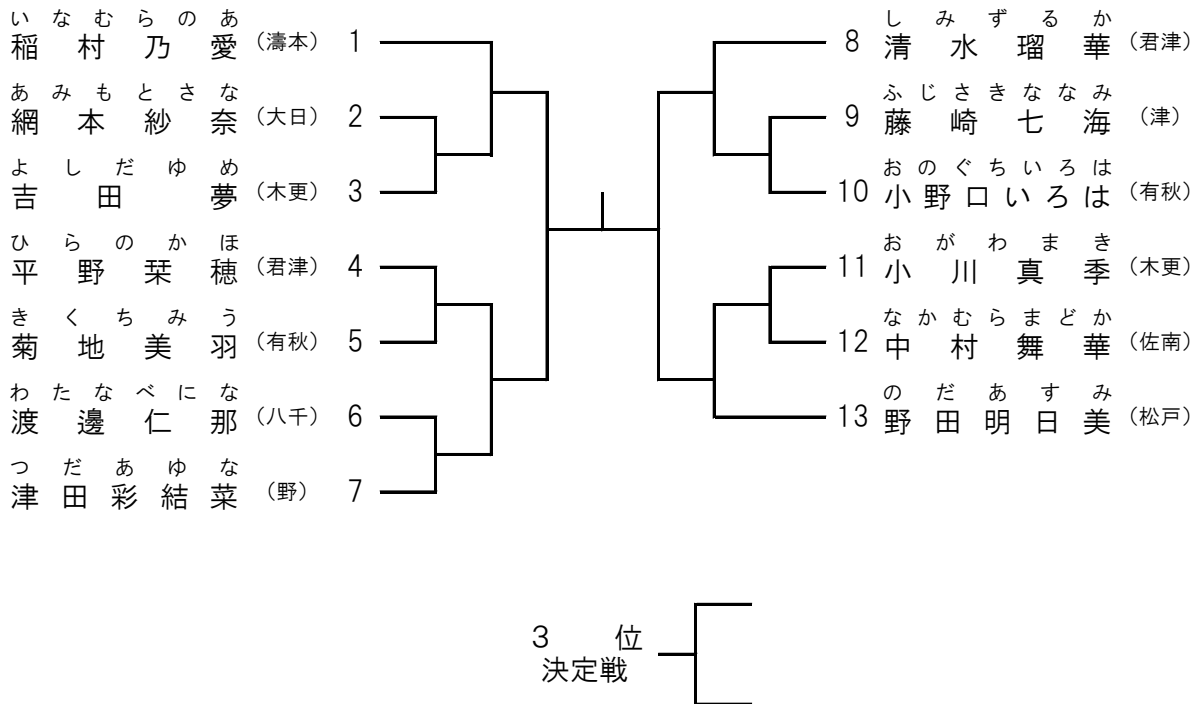 いなむらのあ
稲村乃愛 （濤本） 1
あみもとさな
網本紗奈 （大日） 2
よしだゆめ
吉田夢 （木更） 3
ひらのかほ
平野栞穂 （君津） 4
きくちみう
菊地美羽 （有秋） 5
わたなべにな
渡邊仁那 （八千） 6
つだあゆな
津田彩結菜 （野） 7
しみずるか
8 清水瑠華 （君津）
ふじさきななみ
9 藤崎七海 （津）
おのぐちいろは
10 小野口いろは （有秋）
おがわまき
11 小川真季 （木更）
なかむらまどか
12 中村舞華 （佐南）
のだあすみ
13 野田明日美 （松戸）
３位
決定戦